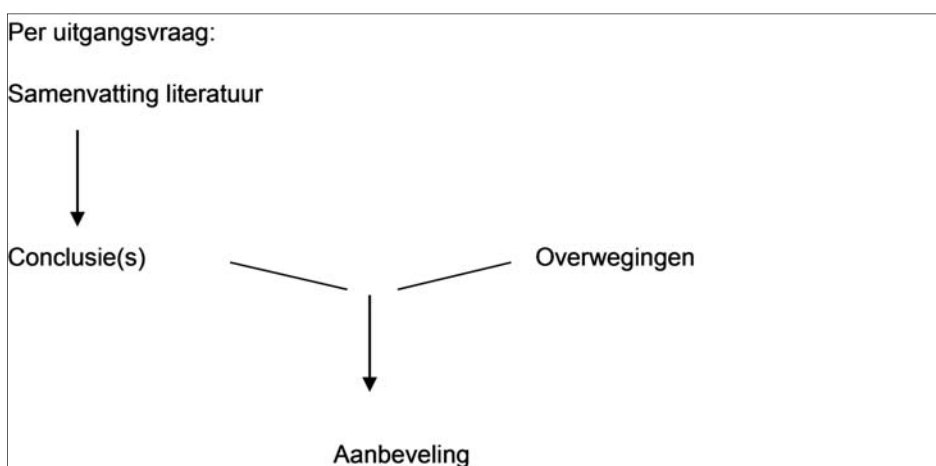 Per uitgangsvraag:
Samenvatting literatuur
Conclusie(s) Overwegingen
Aanbeveling